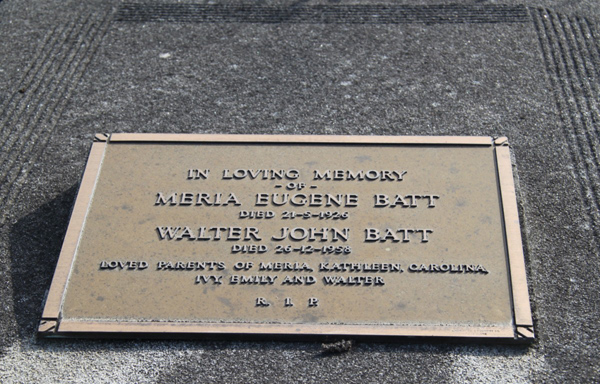 IN LOVING MEMORY
- OF -
MERIA EUGENE BATT
DIED 21-5-1926
WALTER JOHN BATT
DIED 26-12-1958
LOVED PARENTS OF MERIA, KATHLEEN, CAROLINA,
IVY EMILY AND WALTER
R. I. P.